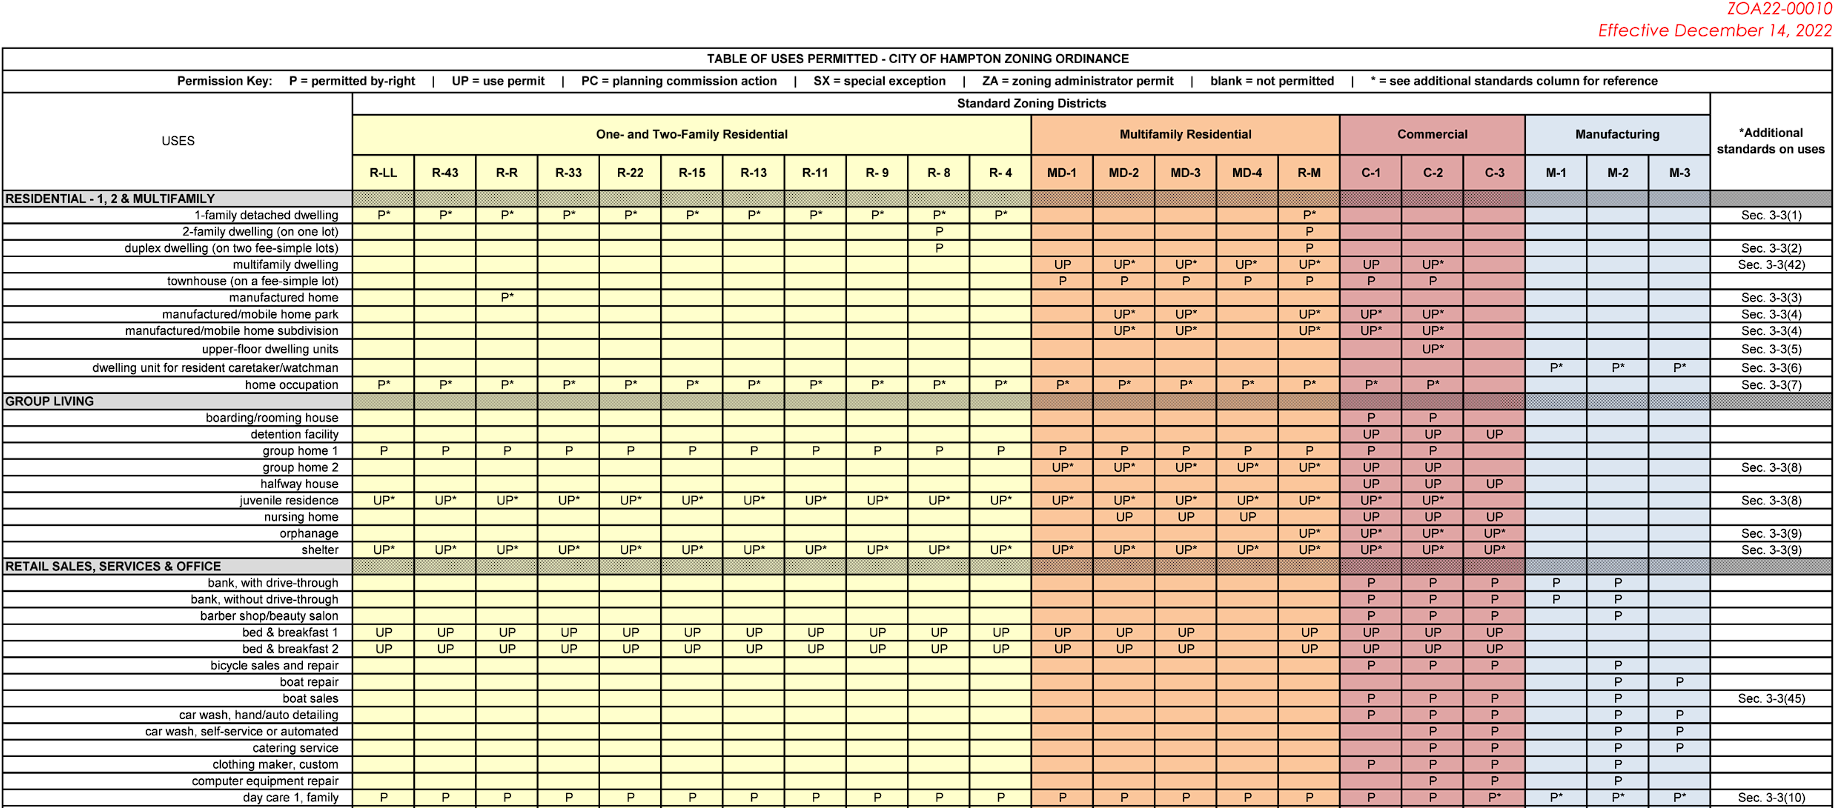 ZOA22-00010
Effective December 14, 2022
TABLE OF USES PERMITTED - CITY OF HAMPTON ZONING ORDINANCE
Permission Key: P = permitted by-right | UP = use permit | PC = planning commission action | SX = special exception | ZA = zoning administrator permit | blank = not permitted | * = see additional standards column for reference
USES
Standard Zoning Districts
*Additional standards on uses
One- and Two-Family Residential Multifamily Residential Commercial Manufacturing
R-LL R-43 R-R R-33 R-22 R-15 R-13 R-11 R- 9 R- 8 R- 4 MD-1 MD-2 MD-3 MD-4 R-M C-1 C-2 C-3 M-1 M-2 M-3
RESIDENTIAL - 1, 2 & MULTIFAMILY
1-family detached dwelling P* P* P* P* P* P* P* P* P* P* P* P* Sec. 3-3(1)
2-family dwelling (on one lot) P P
duplex dwelling (on two fee-simple lots) P P Sec. 3-3(2)
multifamily dwelling UP UP* UP* UP* UP* UP UP* Sec. 3-3(42)
townhouse (on a fee-simple lot) P P P P P P P
manufactured home P* Sec. 3-3(3)
manufactured/mobile home park UP* UP* UP* UP* UP* Sec. 3-3(4)
manufactured/mobile home subdivision UP* UP* UP* UP* UP* Sec. 3-3(4)
upper-floor dwelling units UP* Sec. 3-3(5)
dwelling unit for resident caretaker/watchman P* P* P* Sec. 3-3(6)
home occupation P* P* P* P* P* P* P* P* P* P* P* P* P* P* P* P* P* P* Sec. 3-3(7)
GROUP LIVING
boarding/rooming house P P
detention facility UP UP UP
group home 1 P P P P P P P P P P P P P P P P P P
group home 2 UP* UP* UP* UP* UP* UP UP Sec. 3-3(8)
halfway house UP UP UP
juvenile residence UP* UP* UP* UP* UP* UP* UP* UP* UP* UP* UP* UP* UP* UP* UP* UP* UP* UP* Sec. 3-3(8)
nursing home UP UP UP UP UP UP
orphanage UP* UP* UP* UP* Sec. 3-3(9)
shelter UP* UP* UP* UP* UP* UP* UP* UP* UP* UP* UP* UP* UP* UP* UP* UP* UP* UP* UP* Sec. 3-3(9)
RETAIL SALES, SERVICES & OFFICE
bank, with drive-through P P P P P
bank, without drive-through P P P P P
barber shop/beauty salon P P P P
bed & breakfast 1 UP UP UP UP UP UP UP UP UP UP UP UP UP UP UP UP UP UP
bed & breakfast 2 UP UP UP UP UP UP UP UP UP UP UP UP UP UP UP UP UP UP
bicycle sales and repair P P P P
boat repair P P
boat sales P P P P Sec. 3-3(45)
car wash, hand/auto detailing P P P P P
car wash, self-service or automated P P P P
catering service P P P P
clothing maker, custom P P P P
computer equipment repair P P P
day care 1, family P P P P P P P P P P P P P P P P P P P* P* P* P* Sec. 3-3(10)